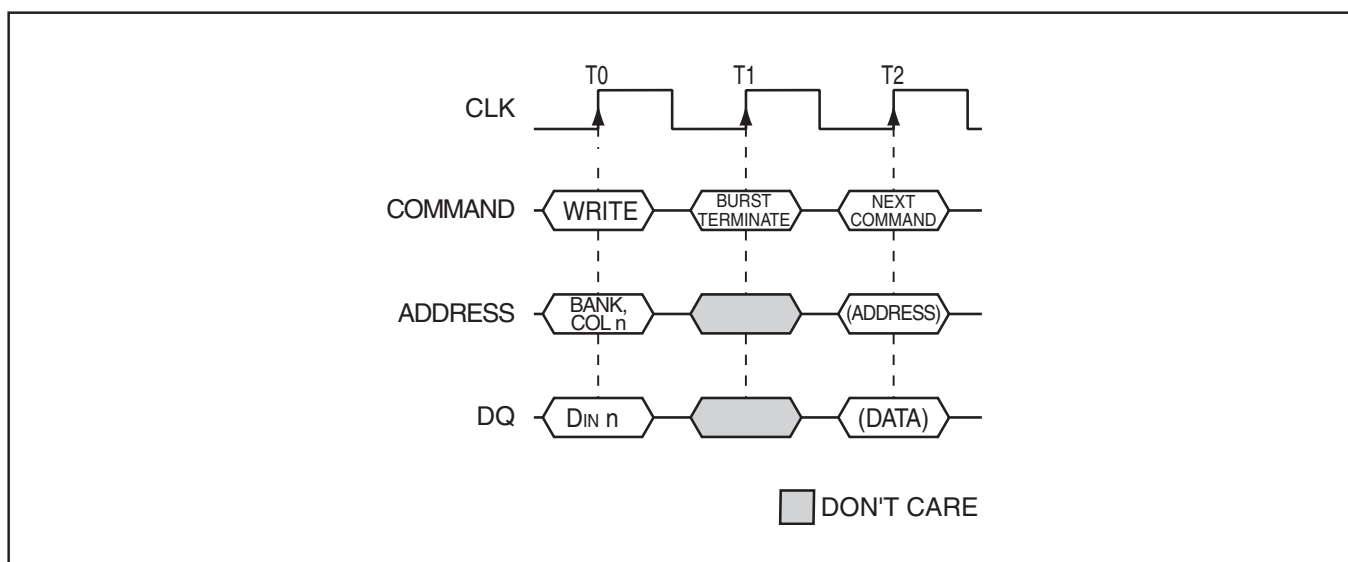 T0 T1 T2
CLK
COMMAND WRITE BURST TERMINATE NEXT COMMAND
ADDRESS BANK, COL n (ADDRESS)
DQ DIN n (DATA)
DON'T CARE